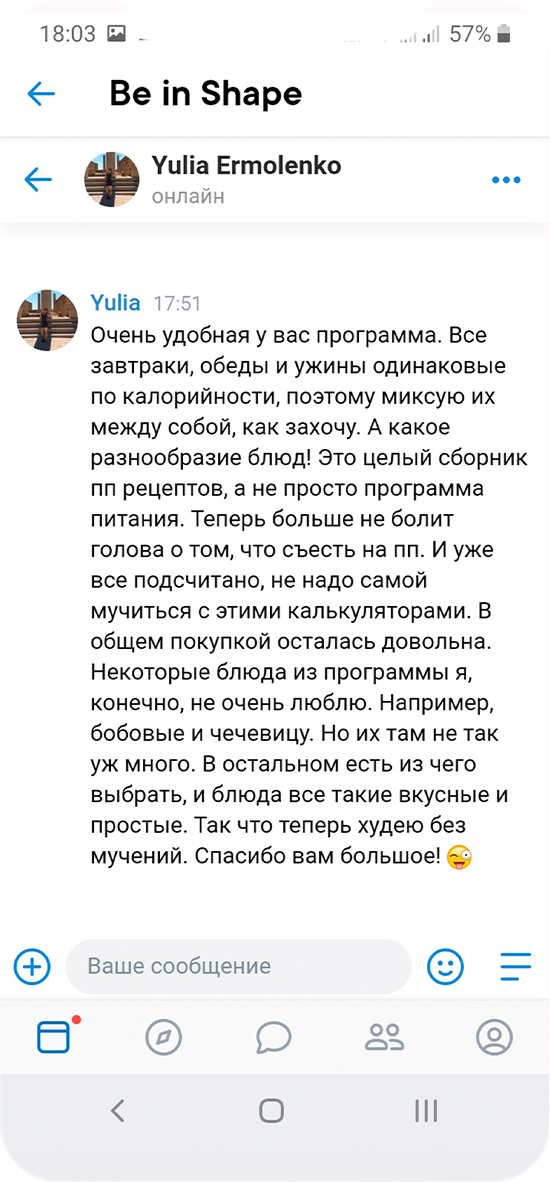 18:03 57%
Be in Shape
Yulia Ermolenko
онлайн
Yulia 17:51
Очень удобная у вас программа. Все
завтраки, обеды и ужины одинаковые
по калорийности, поэтому миксую их
между собой, как захочу. А какое
разнообразие блюд! Это целый сборник
пп рецептов, а не просто программа
питания. Теперь больше не болит
голова о том, что съесть на пп. И уже
все подсчитано, не надо самой
мучиться с этими калькуляторами. В
общем покупкой осталась довольна.
Некоторые блюда из программы я,
конечно, не очень люблю. Например,
бобовые и чечевицу. Но их там не так
уж много. В остальном есть из чего
выбрать, и блюда все такие вкусные и
простые. Так что теперь худею без
мучений. Спасибо вам большое! 😜
Ваше сообщение